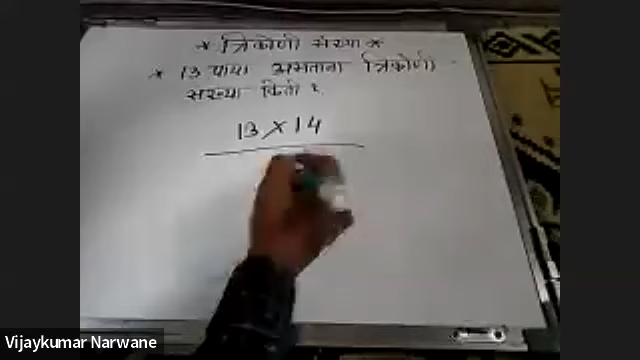 * त्रिकोणी संख्या *
* 13 पाया असताना त्रिकोणी
संख्या किती ?
13 × 14
Vijaykumar Narwane